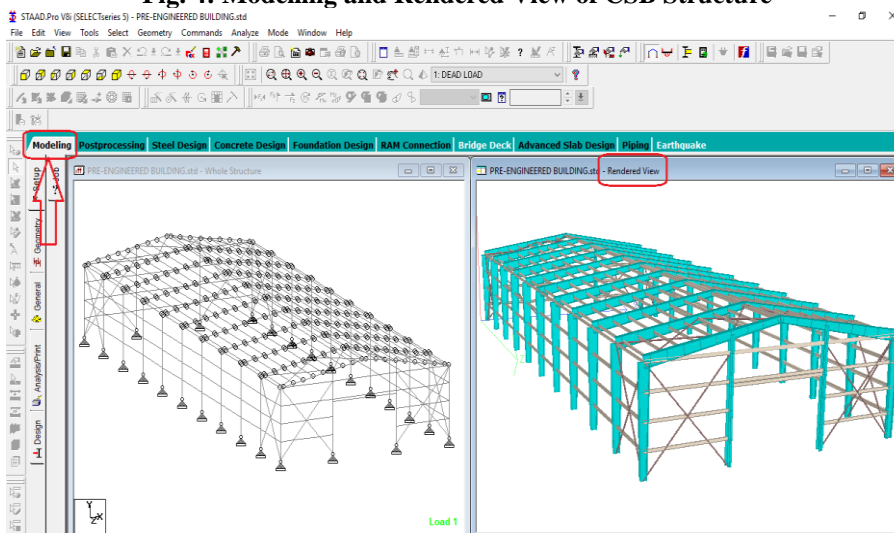 Fig. 4: Modelling and Rendered View of CSB Structure
STAAD.Pro V8i (SELECTseries 5) - PRE-ENGINEERED BUILDING.std
File Edit View Tools Select Geometry Commands Analyze Mode Window Help
1: DEAD LOAD
Modeling Postprocessing Steel Design Concrete Design Foundation Design RAM Connection Bridge Deck Advanced Slab Design Piping Earthquake
PRE-ENGINEERED BUILDING.std - Whole Structure
PRE-ENGINEERED BUILDING.std - Rendered View
Setup
Job
Geometry
General
Analysis/Print
Design
Y
X
Z
Load 1